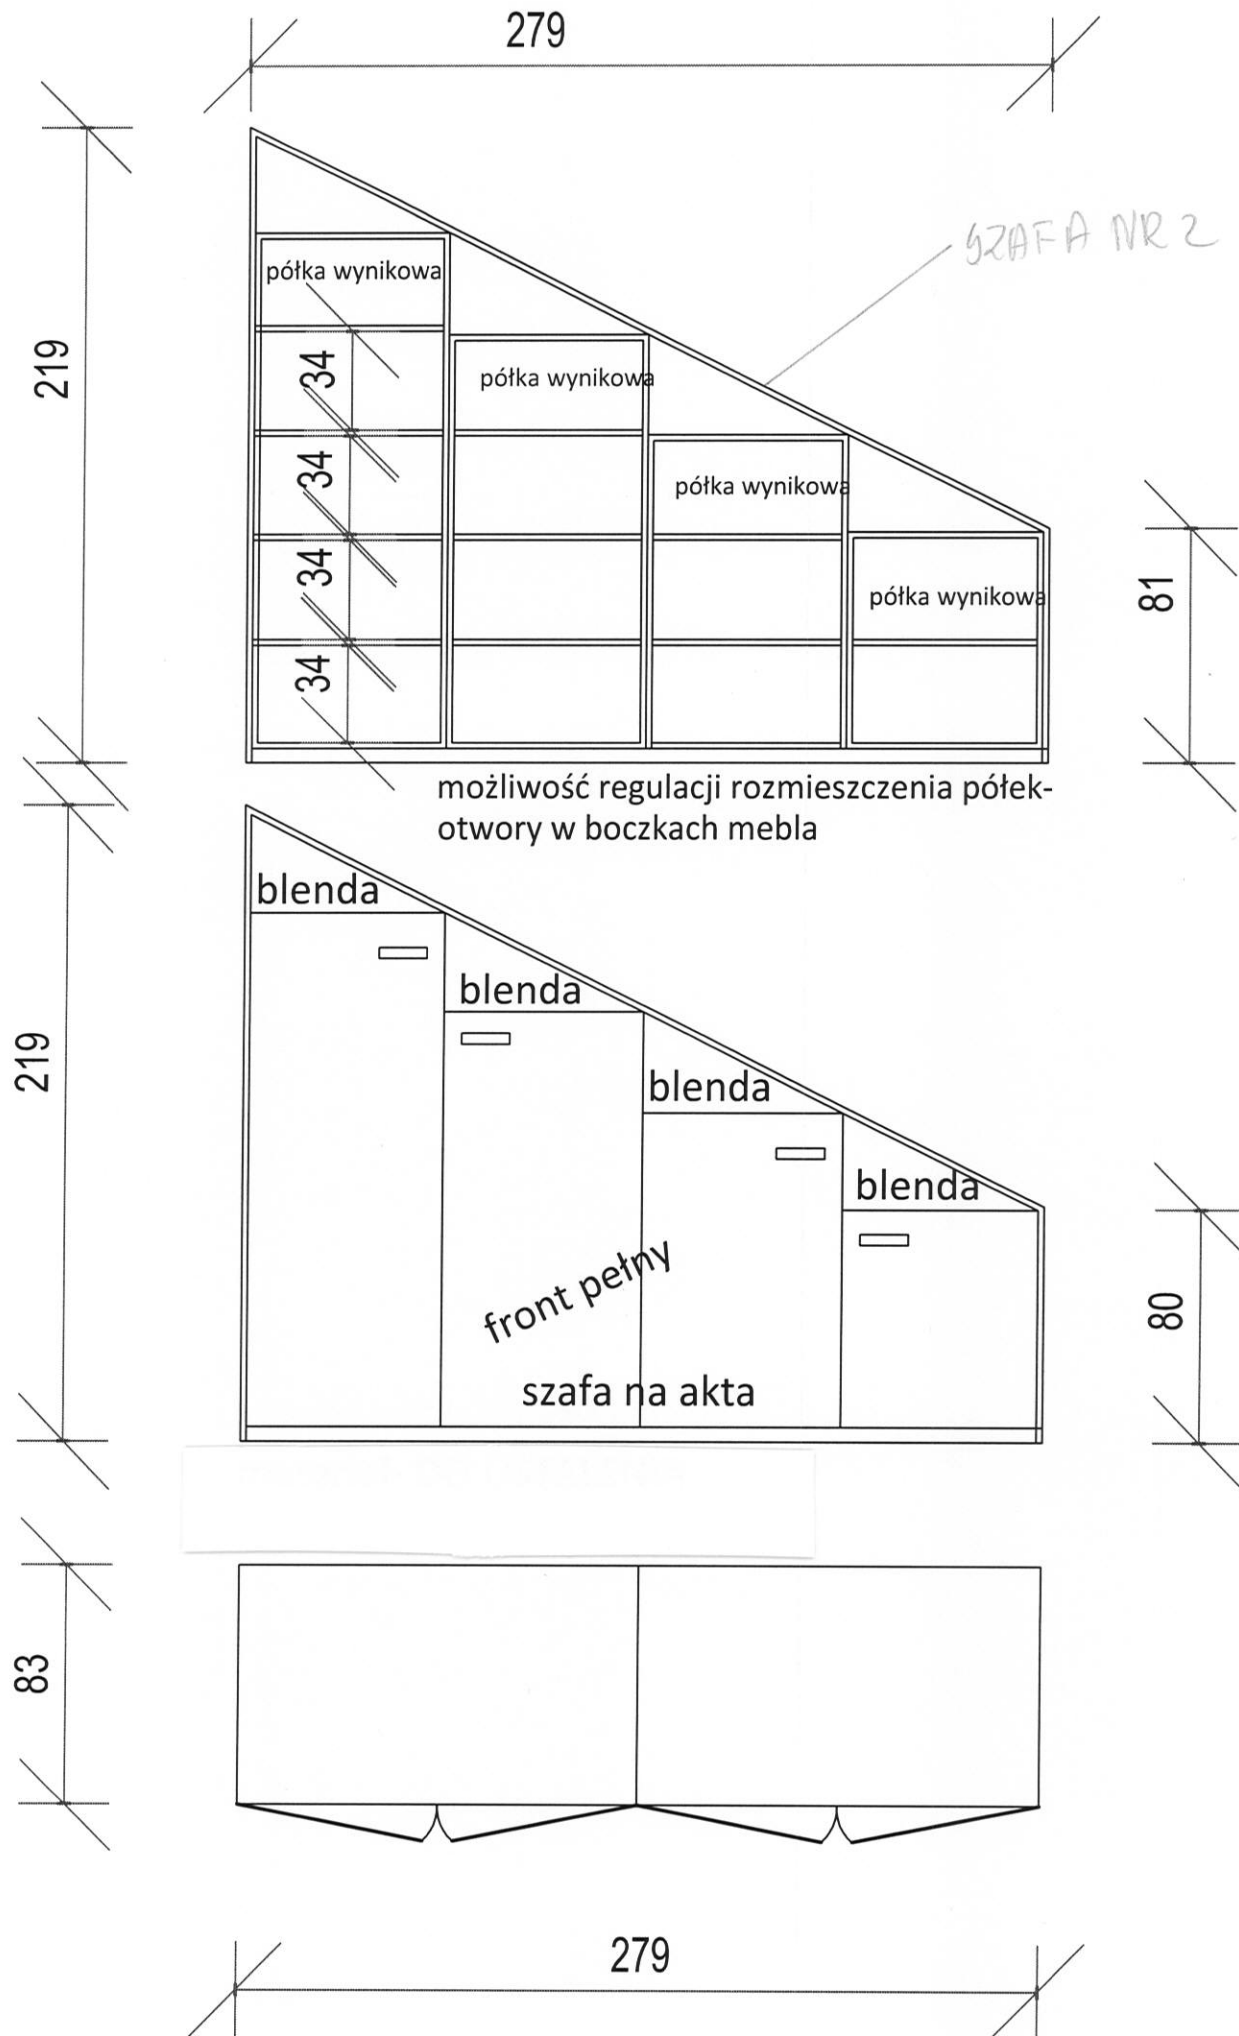 279
SZAFA NR 2
półka wynikowa
219
34
półka wynikowa
34
półka wynikowa
34
81
półka wynikowa
34
możliwość regulacji rozmieszczenia półek-
otwory w boczkach mebla
blenda
blenda
219
blenda
blenda
front pełny
80
szafa na akta
83
279